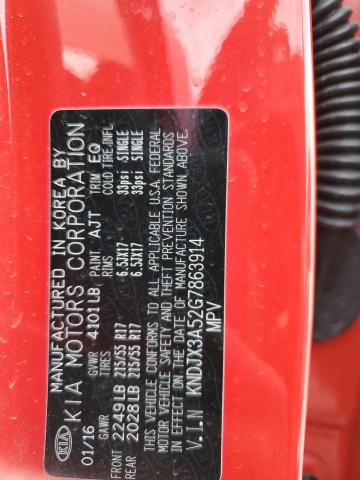 KIA
MANUFACTURED IN KOREA BY
KIA MOTORS CORPORATION
01/16 GVWR 4101LB PAINT AJT TRIM EQ
GAWR TIRES RIMS COLD TIRE INFL
FRONT 2249LB 215/55 R17 6.5JX17 33psi SINGLE
REAR 2028LB 215/55 R17 6.5JX17 33psi SINGLE
THIS VEHICLE CONFORMS TO ALL APPLICABLE U.S.A. FEDERAL
MOTOR VEHICLE SAFETY AND THEFT PREVENTION STANDARDS
IN EFFECT ON THE DATE OF MANUFACTURE SHOWN ABOVE.
V.I.N KNDJX3A52G7863914
MPV